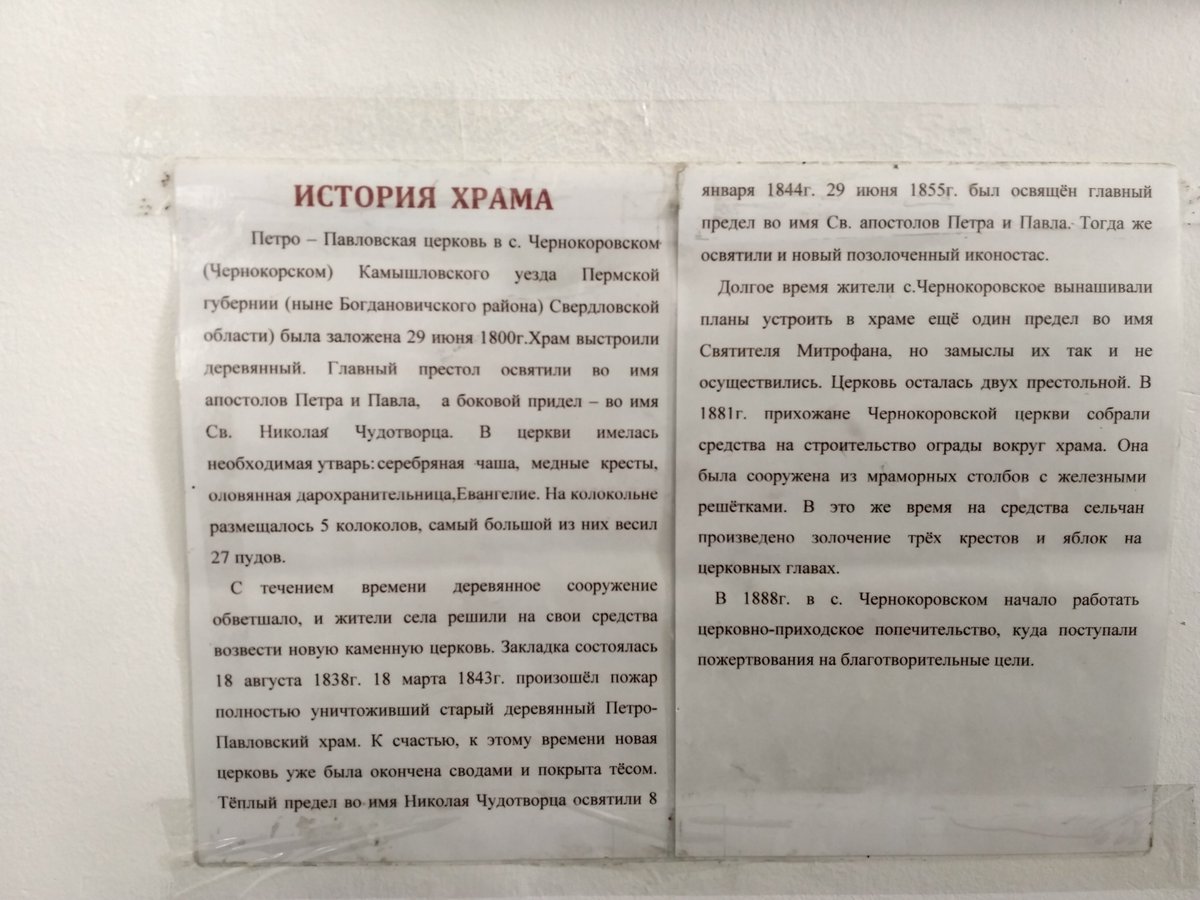 ИСТОРИЯ ХРАМА
Петро – Павловская церковь в с. Чернокоровском
(Чернокорском) Камышловского уезда Пермской
губернии (ныне Богдановичского района) Свердловской
области) была заложена 29 июня 1800г.Храм выстроили
деревянный. Главный престол освятили во имя
апостолов Петра и Павла, а боковой придел – во имя
Св. Николая Чудотворца. В церкви имелась
необходимая утварь:серебряная чаша, медные кресты,
оловянная дарохранительница,Евангелие. На колокольне
размещалось 5 колоколов, самый большой из них весил
27 пудов.
С течением времени деревянное сооружение
обветшало, и жители села решили на свои средства
возвести новую каменную церковь. Закладка состоялась
18 августа 1838г. 18 марта 1843г. произошёл пожар
полностью уничтоживший старый деревянный Петро-
Павловский храм. К счастью, к этому времени новая
церковь уже была окончена сводами и покрыта тёсом.
Тёплый предел во имя Николая Чудотворца освятили 8
января 1844г. 29 июня 1855г. был освящён главный
предел во имя Св. апостолов Петра и Павла. Тогда же
освятили и новый позолоченный иконостас.
Долгое время жители с.Чернокоровское вынашивали
планы устроить в храме ещё один предел во имя
Святителя Митрофана, но замыслы их так и не
осуществились. Церковь осталась двух престольной. В
1881г. прихожане Чернокоровской церкви собрали
средства на строительство ограды вокруг храма. Она
была сооружена из мраморных столбов с железными
решётками. В это же время на средства сельчан
произведено золочение трёх крестов и яблок на
церковных главах.
В 1888г. в с. Чернокоровском начало работать
церковно-приходское попечительство, куда поступали
пожертвования на благотворительные цели.